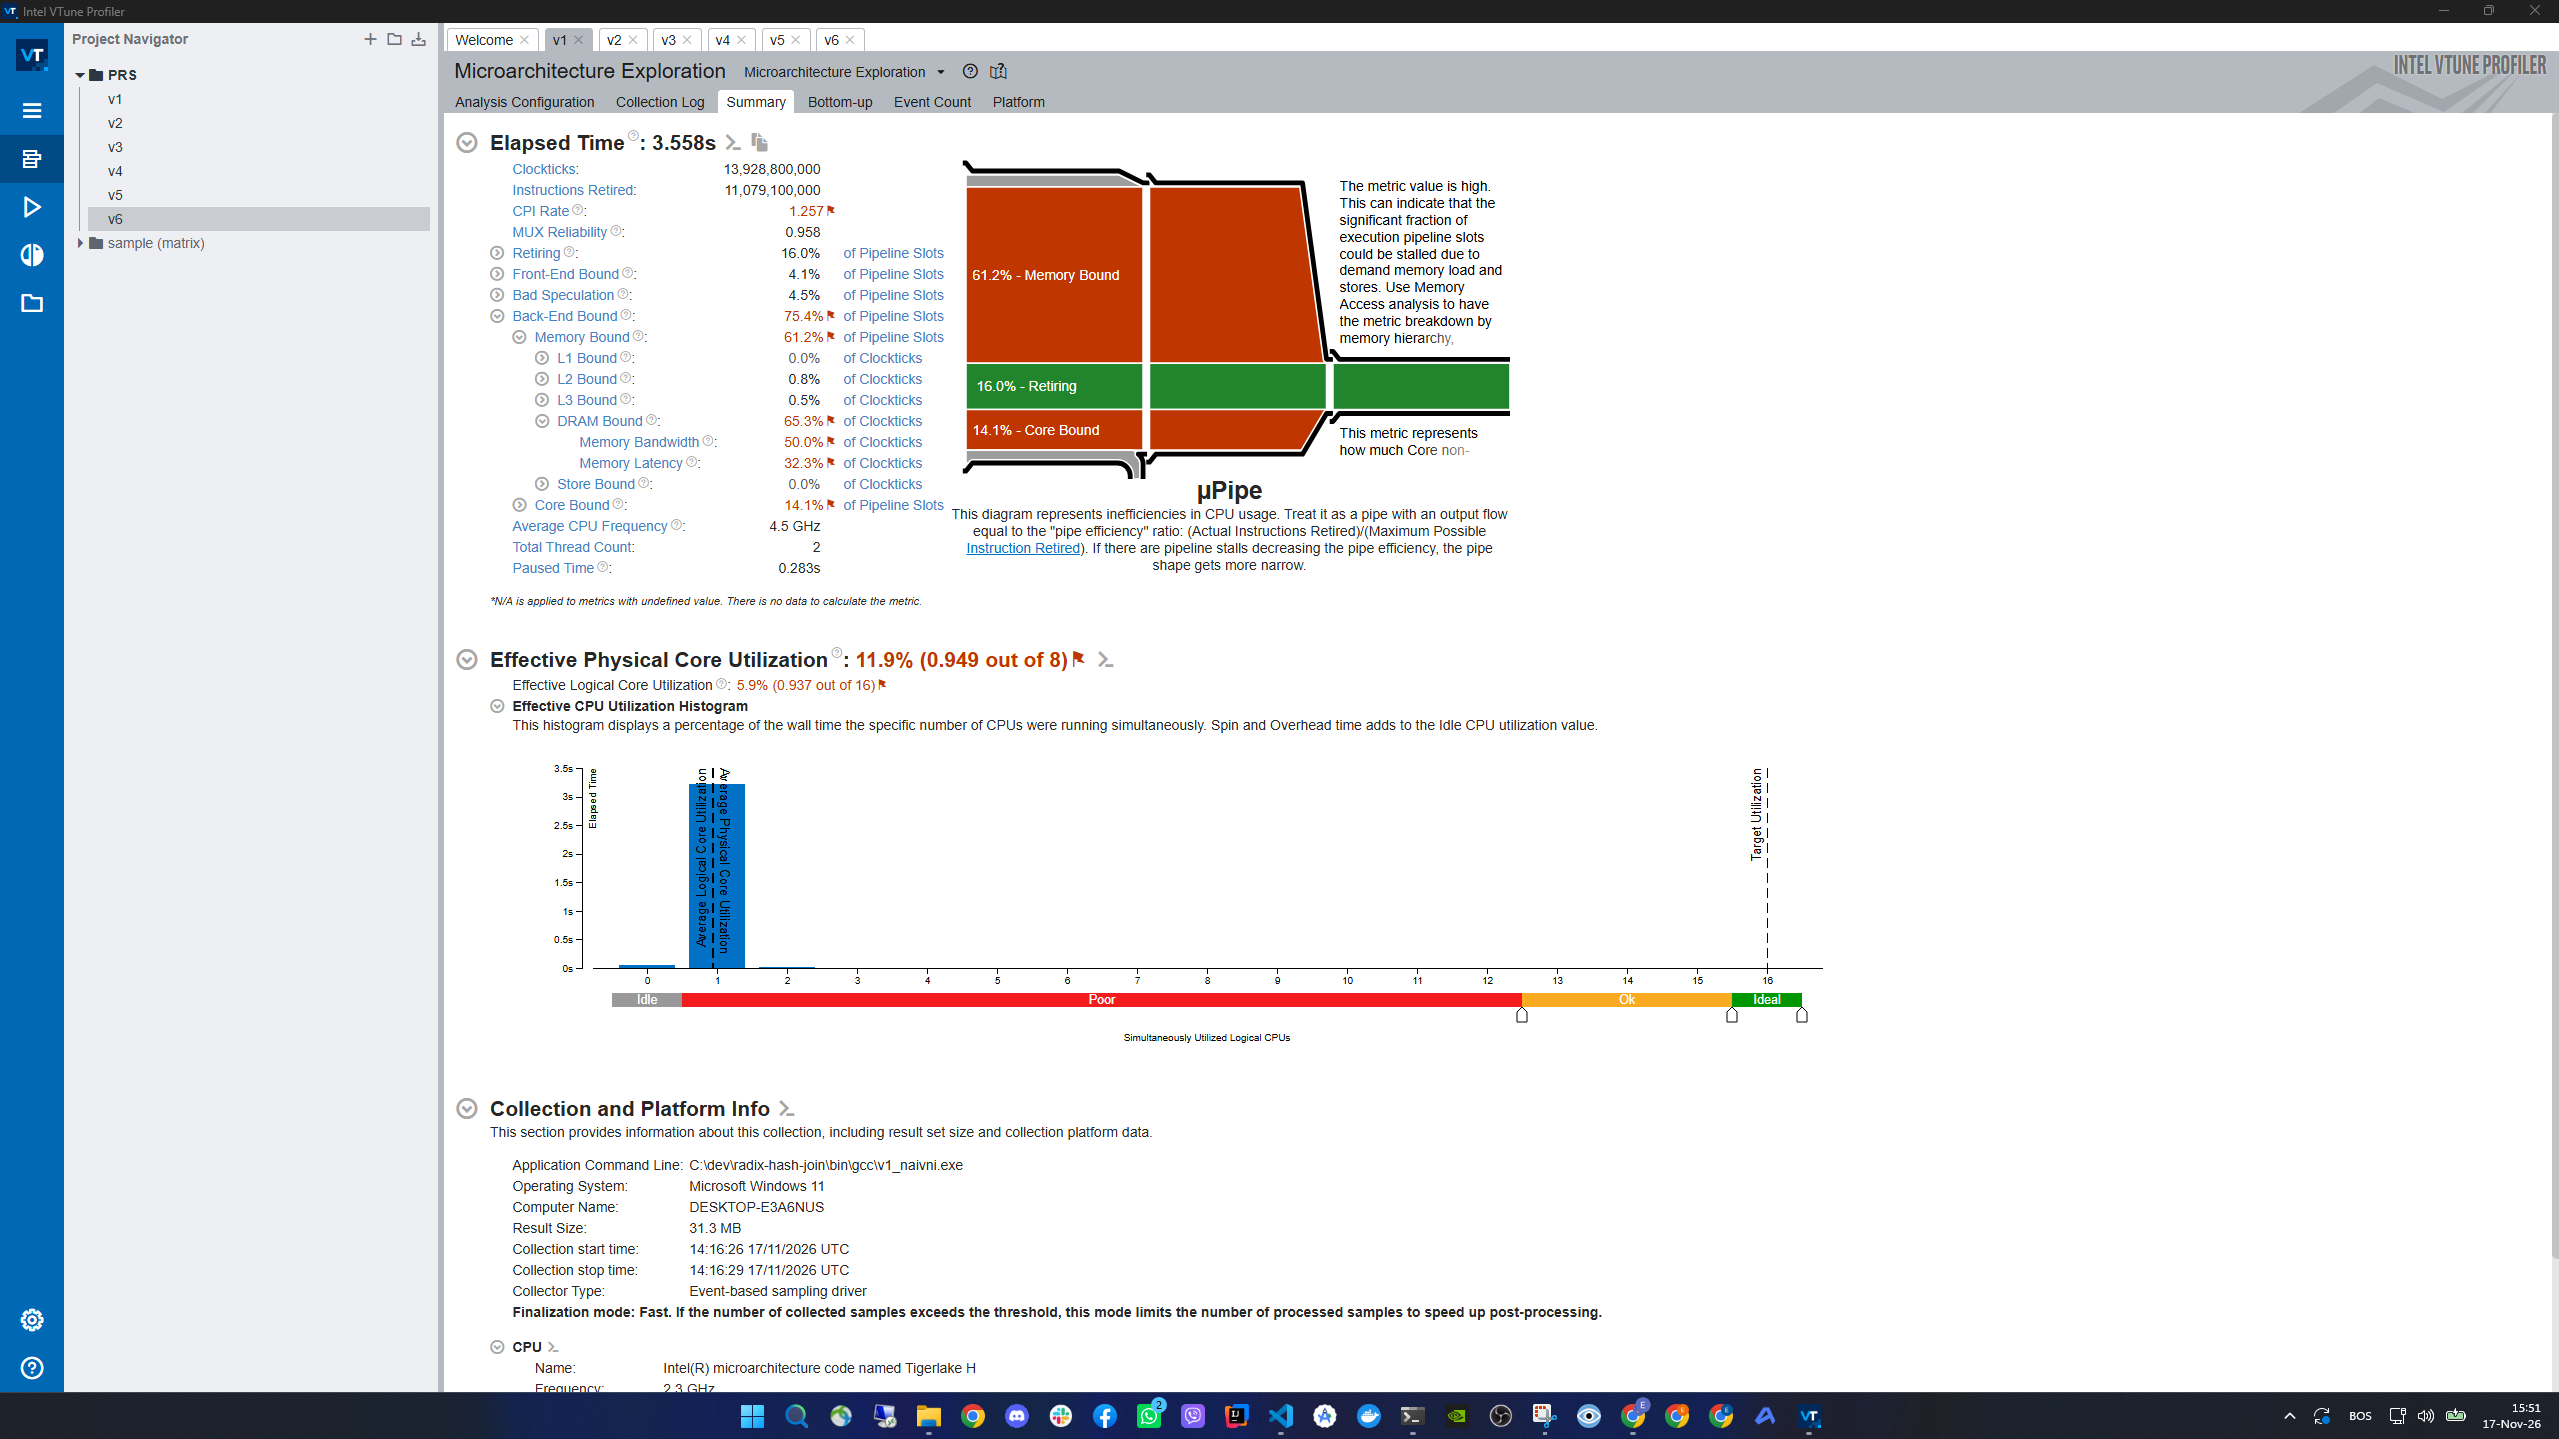 Intel VTune Profiler
Project Navigator
PRS
v1
v2
v3
v4
v5
v6
sample (matrix)
Welcome
v1
v2
v3
v4
v5
v6
Microarchitecture Exploration
Microarchitecture Exploration
INTEL VTUNE PROFILER
Analysis Configuration
Collection Log
Summary
Bottom-up
Event Count
Platform
Elapsed Time: 3.558s
Clockticks: 13,928,800,000
Instructions Retired: 11,079,100,000
CPI Rate: 1.257
MUX Reliability: 0.958
Retiring: 16.0% of Pipeline Slots
Front-End Bound: 4.1% of Pipeline Slots
Bad Speculation: 4.5% of Pipeline Slots
Back-End Bound: 75.4% of Pipeline Slots
Memory Bound: 61.2% of Pipeline Slots
L1 Bound: 0.0% of Clockticks
L2 Bound: 0.8% of Clockticks
L3 Bound: 0.5% of Clockticks
DRAM Bound: 65.3% of Clockticks
Memory Bandwidth: 50.0% of Clockticks
Memory Latency: 32.3% of Clockticks
Store Bound: 0.0% of Clockticks
Core Bound: 14.1% of Pipeline Slots
Average CPU Frequency: 4.5 GHz
Total Thread Count: 2
Paused Time: 0.283s
*N/A is applied to metrics with undefined value. There is no data to calculate the metric.
61.2% - Memory Bound
16.0% - Retiring
14.1% - Core Bound
The metric value is high.
This can indicate that the
significant fraction of
execution pipeline slots
could be stalled due to
demand memory load and
stores. Use Memory
Access analysis to have
the metric breakdown by
memory hierarchy,
This metric represents
how much Core non-
µPipe
This diagram represents inefficiencies in CPU usage. Treat it as a pipe with an output flow
equal to the "pipe efficiency" ratio: (Actual Instructions Retired)/(Maximum Possible
Instruction Retired). If there are pipeline stalls decreasing the pipe efficiency, the pipe
shape gets more narrow.
Effective Physical Core Utilization: 11.9% (0.949 out of 8)
Effective Logical Core Utilization: 5.9% (0.937 out of 16)
Effective CPU Utilization Histogram
This histogram displays a percentage of the wall time the specific number of CPUs were running simultaneously. Spin and Overhead time adds to the Idle CPU utilization value.
3.5s
3s
2.5s
2s
1.5s
1s
0.5s
0s
Elapsed Time
Average Logical Core Utilization
Average Physical Core Utilization
Target Utilization
0 1 2 3 4 5 6 7 8 9 10 11 12 13 14 15 16
Idle Poor Ok Ideal
Simultaneously Utilized Logical CPUs
Collection and Platform Info
This section provides information about this collection, including result set size and collection platform data.
Application Command Line: C:\dev\radix-hash-join\bin\gcc\v1_naivni.exe
Operating System: Microsoft Windows 11
Computer Name: DESKTOP-E3A6NUS
Result Size: 31.3 MB
Collection start time: 14:16:26 17/11/2026 UTC
Collection stop time: 14:16:29 17/11/2026 UTC
Collector Type: Event-based sampling driver
Finalization mode: Fast. If the number of collected samples exceeds the threshold, this mode limits the number of processed samples to speed up post-processing.
CPU
Name: Intel(R) microarchitecture code named Tigerlake H
Frequency: 2.3 GHz
2
BOS
15:51
17-Nov-26